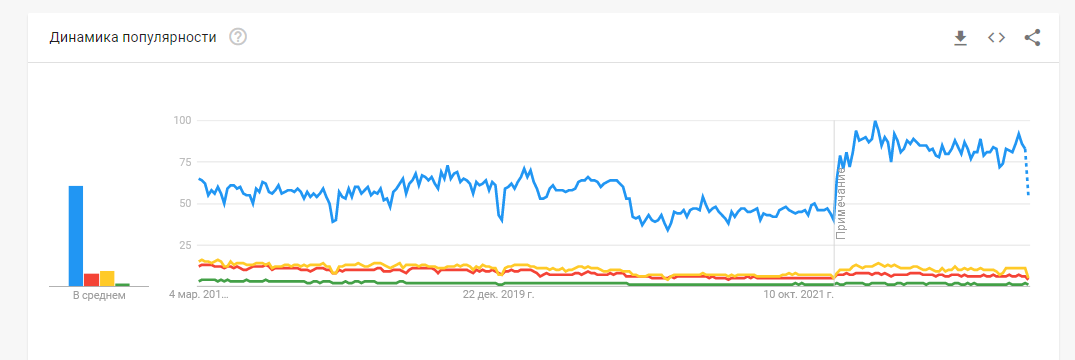 Динамика популярности
100
75
50
25
Примечание
В среднем
4 мар. 201...
22 дек. 2019 г.
10 окт. 2021 г.